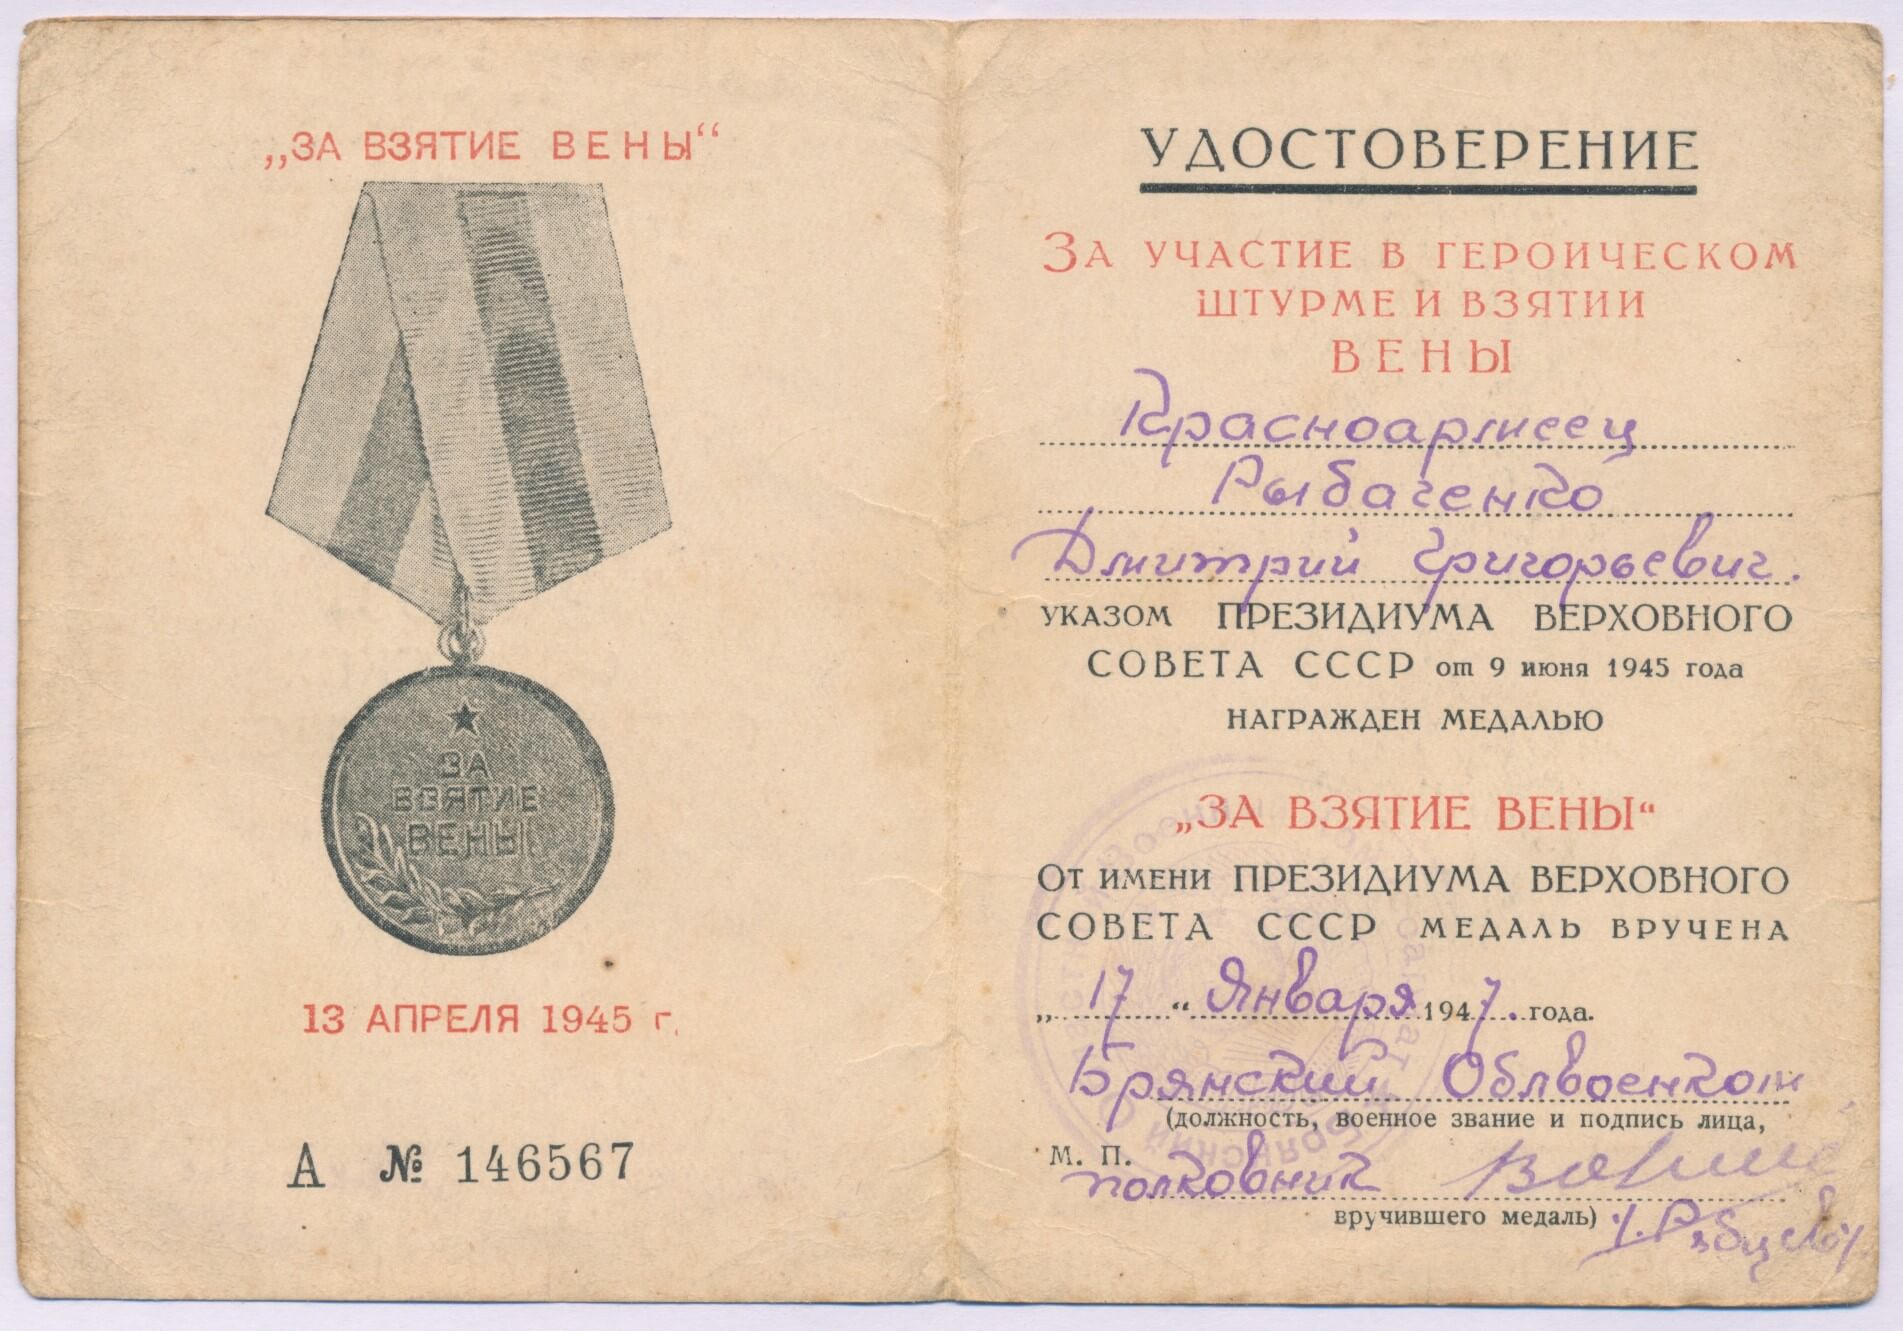 „ЗА ВЗЯТИЕ ВЕНЫ“
ЗА
ВЗЯТИЕ
ВЕНЫ
13 АПРЕЛЯ 1945 г.
А № 146567
УДОСТОВЕРЕНИЕ
ЗА УЧАСТИЕ В ГЕРОИЧЕСКОМ
ШТУРМЕ И ВЗЯТИИ
ВЕНЫ
Красноармеец
Рыбаченко
Дмитрий Григорьевич.
УКАЗОМ ПРЕЗИДИУМА ВЕРХОВНОГО
СОВЕТА СССР от 9 июня 1945 года
НАГРАЖДЕН МЕДАЛЬЮ
„ЗА ВЗЯТИЕ ВЕНЫ“
ОТ ИМЕНИ ПРЕЗИДИУМА ВЕРХОВНОГО
СОВЕТА СССР МЕДАЛЬ ВРУЧЕНА
„17“ Января 1947. года.
Брянский Облвоенком
(должность, военное звание и подпись лица,
М. П.
полковник
вручившего медаль)